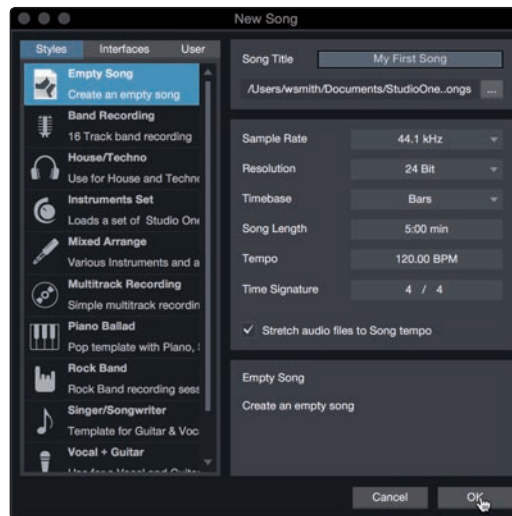 New Song
Styles Interfaces User
Empty Song
Create an empty song
Band Recording
16 Track band recording
House/Techno
Use for House and Techno
Instruments Set
Loads a set of Studio One
Mixed Arrange
Various Instruments and a
Multitrack Recording
Simple multitrack recordin
Piano Ballad
Pop template with Piano,
Rock Band
Rock Band recording sess
Singer/Songwriter
Template for Guitar & Voc
Vocal + Guitar
Song Title My First Song
/Users/wsmith/Documents/StudioOne..ongs ...
Sample Rate 44.1 kHz
Resolution 24 Bit
Timebase Bars
Song Length 5:00 min
Tempo 120.00 BPM
Time Signature 4 / 4
Stretch audio files to Song tempo
Empty Song
Create an empty song
Cancel OK